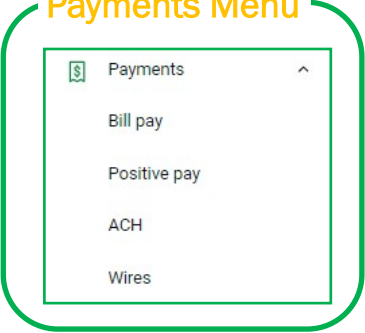 Payments Menu
Payments
Bill pay
Positive pay
ACH
Wires